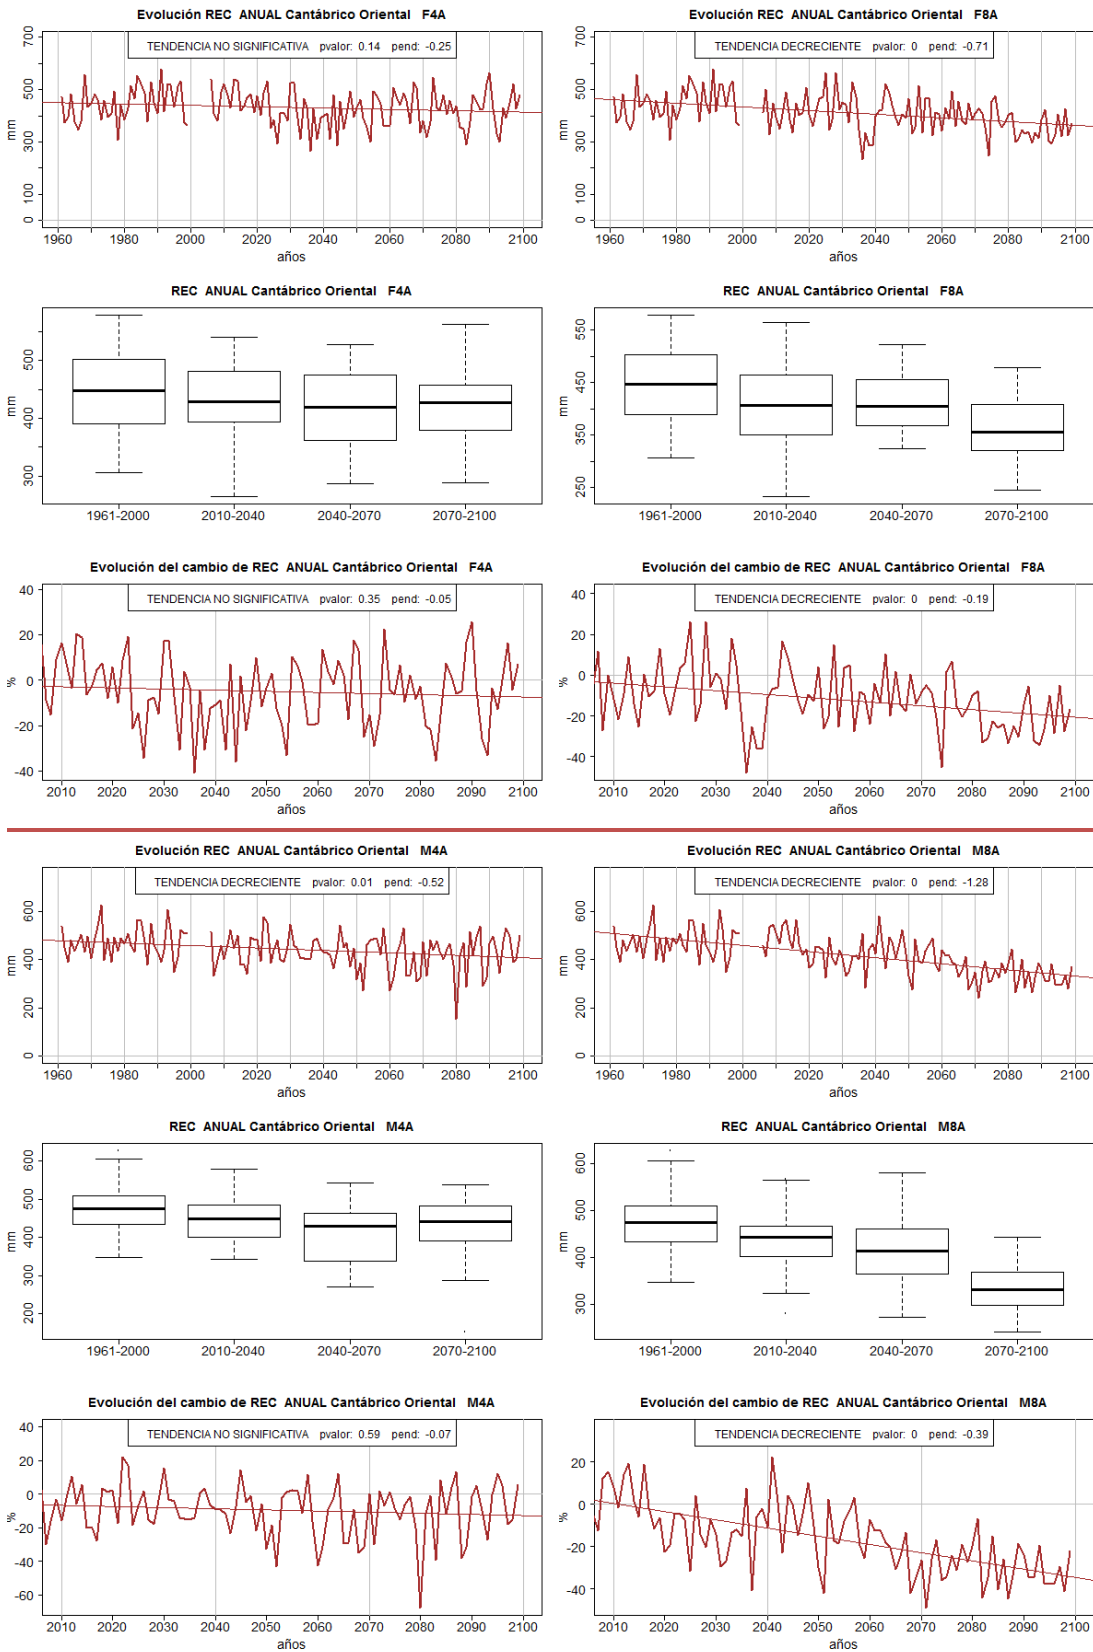 Evolución REC ANUAL Cantábrico Oriental F4A
TENDENCIA NO SIGNIFICATIVA pvalor: 0.14 pend: -0.25
mm
0 100 300 500 700
1960 1980 2000 2020 2040 2060 2080 2100
años
Evolución REC ANUAL Cantábrico Oriental F8A
TENDENCIA DECRECIENTE pvalor: 0 pend: -0.71
mm
0 100 300 500 700
1960 1980 2000 2020 2040 2060 2080 2100
años
REC ANUAL Cantábrico Oriental F4A
mm
300 400 500
1961-2000 2010-2040 2040-2070 2070-2100
REC ANUAL Cantábrico Oriental F8A
mm
250 350 450 550
1961-2000 2010-2040 2040-2070 2070-2100
Evolución del cambio de REC ANUAL Cantábrico Oriental F4A
TENDENCIA NO SIGNIFICATIVA pvalor: 0.35 pend: -0.05
%
40 20 0 -20 -40
2010 2020 2030 2040 2050 2060 2070 2080 2090 2100
años
Evolución del cambio de REC ANUAL Cantábrico Oriental F8A
TENDENCIA DECRECIENTE pvalor: 0 pend: -0.19
%
40 20 0 -20 -40
2010 2020 2030 2040 2050 2060 2070 2080 2090 2100
años
Evolución REC ANUAL Cantábrico Oriental M4A
TENDENCIA DECRECIENTE pvalor: 0.01 pend: -0.52
mm
0 200 400 600
1960 1980 2000 2020 2040 2060 2080 2100
años
Evolución REC ANUAL Cantábrico Oriental M8A
TENDENCIA DECRECIENTE pvalor: 0 pend: -1.28
mm
0 200 400 600
1960 1980 2000 2020 2040 2060 2080 2100
años
REC ANUAL Cantábrico Oriental M4A
mm
200 300 400 500 600
1961-2000 2010-2040 2040-2070 2070-2100
REC ANUAL Cantábrico Oriental M8A
mm
300 400 500 600
1961-2000 2010-2040 2040-2070 2070-2100
Evolución del cambio de REC ANUAL Cantábrico Oriental M4A
TENDENCIA NO SIGNIFICATIVA pvalor: 0.59 pend: -0.07
%
40 20 0 -20 -40 -60
2010 2020 2030 2040 2050 2060 2070 2080 2090 2100
años
Evolución del cambio de REC ANUAL Cantábrico Oriental M8A
TENDENCIA DECRECIENTE pvalor: 0 pend: -0.39
%
20 0 -20 -40
2010 2020 2030 2040 2050 2060 2070 2080 2090 2100
años